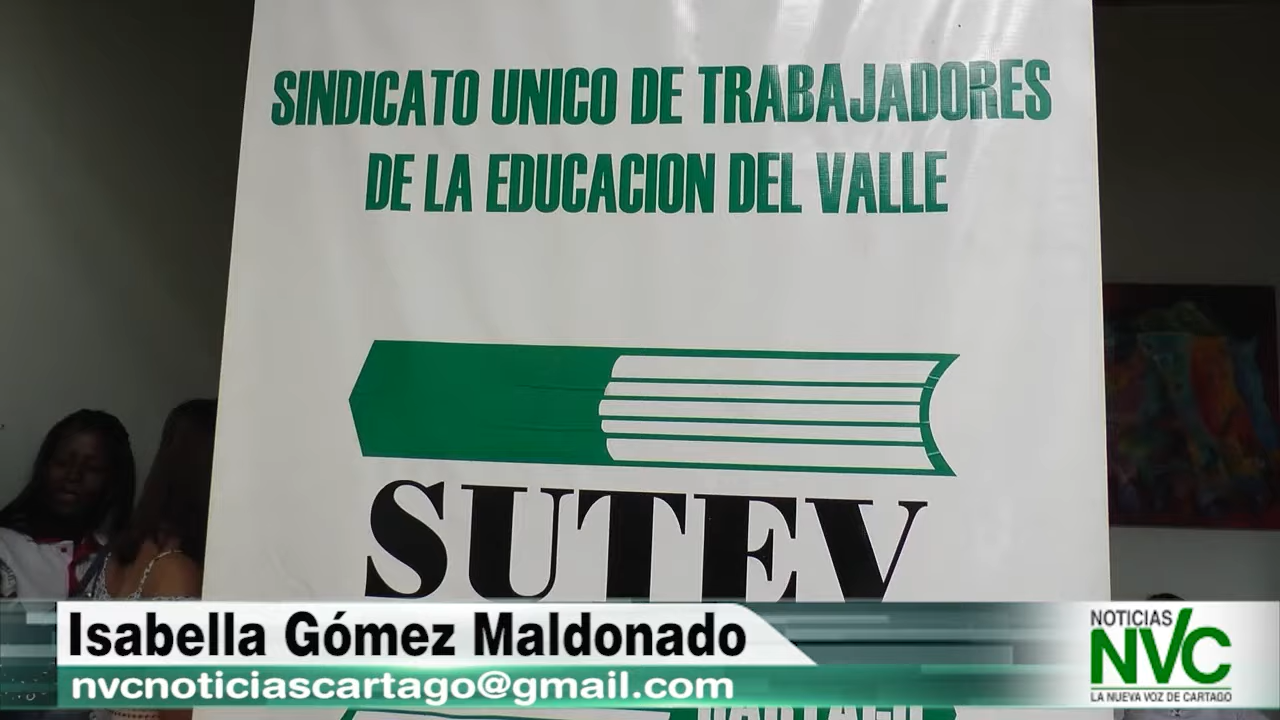 SINDICATO UNICO DE TRABAJADORES
DE LA EDUCACION DEL VALLE
SUTEV
Isabella Gómez Maldonado
nvcnoticiascartago@gmail.com
NOTICIAS
NVC
LA NUEVA VOZ DE CARTAGO